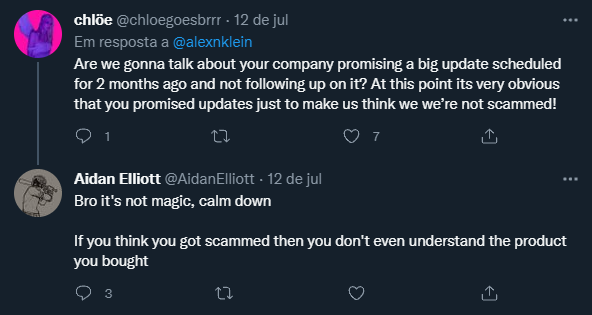 chlöe @chloegoesbrrr · 12 de jul
Em resposta a @alexnklein
Are we gonna talk about your company promising a big update scheduled
for 2 months ago and not following up on it? At this point its very obvious
that you promised updates just to make us think we we're not scammed!
1
7
Aidan Elliott @AidanElliott · 12 de jul
Bro it's not magic, calm down
If you think you got scammed then you don't even understand the product
you bought
3